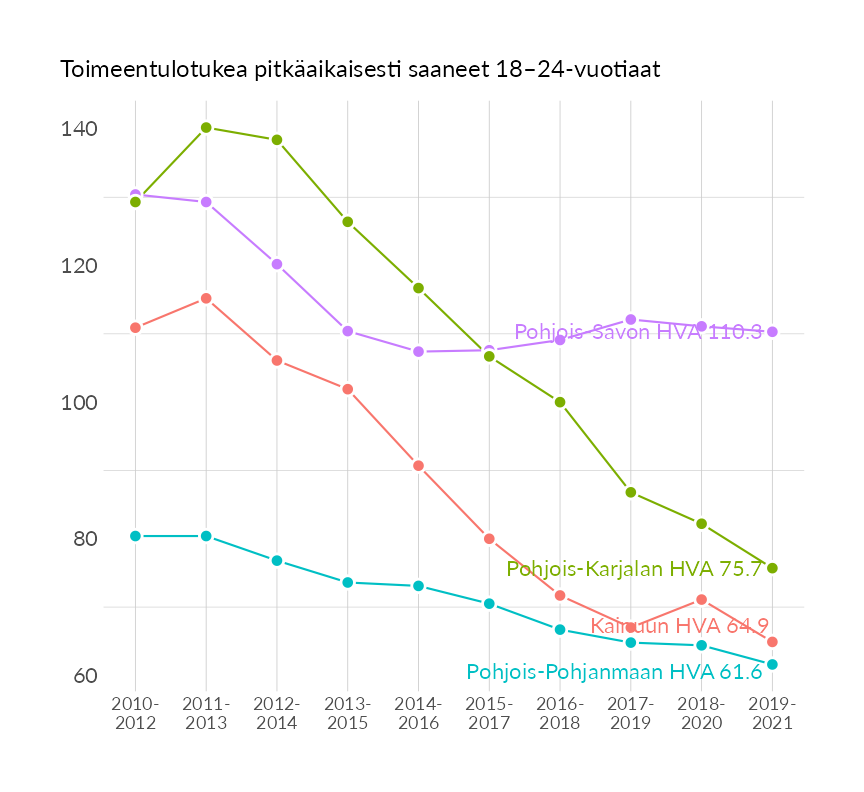 Toimeentulotukea pitkäaikaisesti saaneet 18–24-vuotiaat
140
120
Pohjois-Savon HVA 110.3
100
80
Pohjois-Karjalan HVA 75.7
Kainuun HVA 64.9
Pohjois-Pohjanmaan HVA 61.6
60
2010- 2011- 2012- 2013- 2014- 2015- 2016- 2017- 2018- 2019-
2012 2013 2014 2015 2016 2017 2018 2019 2020 2021